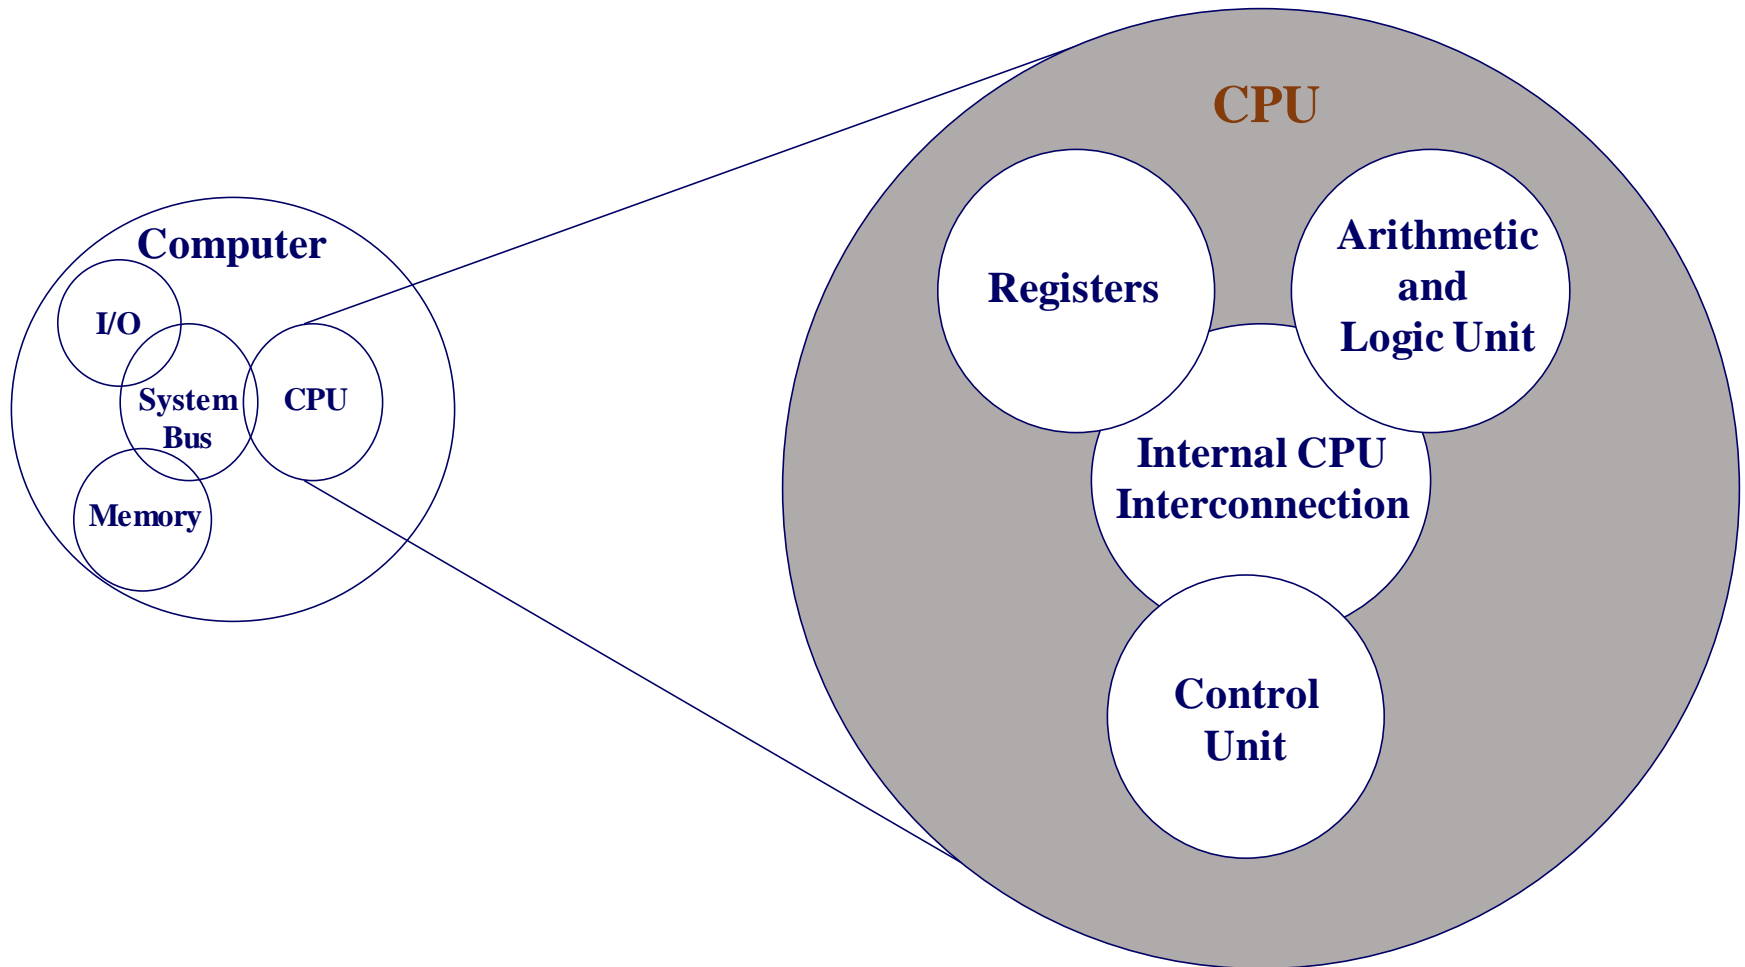 Computer
I/O
System
Bus
CPU
Memory
CPU
Registers
Arithmetic
and
Logic Unit
Internal CPU
Interconnection
Control
Unit